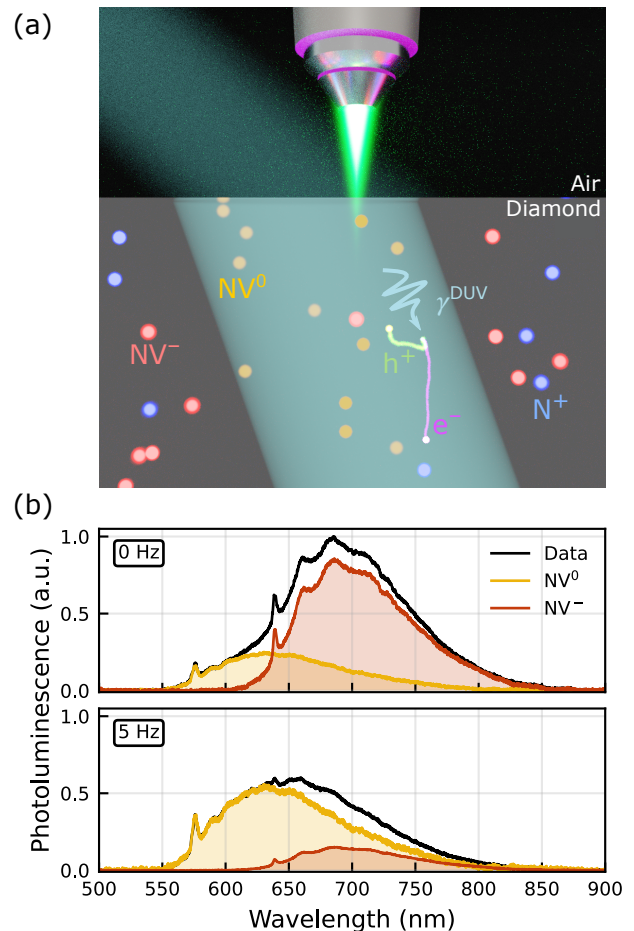 (a)
Air
Diamond
NV⁰
γᴰᵁⱽ
NV⁻
h⁺
N⁺
e⁻
(b)
Photoluminescence (a.u.)
1.0
0.5
0.0
0 Hz
Data
NV⁰
NV⁻
1.0
0.5
0.0
5 Hz
500 550 600 650 700 750 800 850 900
Wavelength (nm)